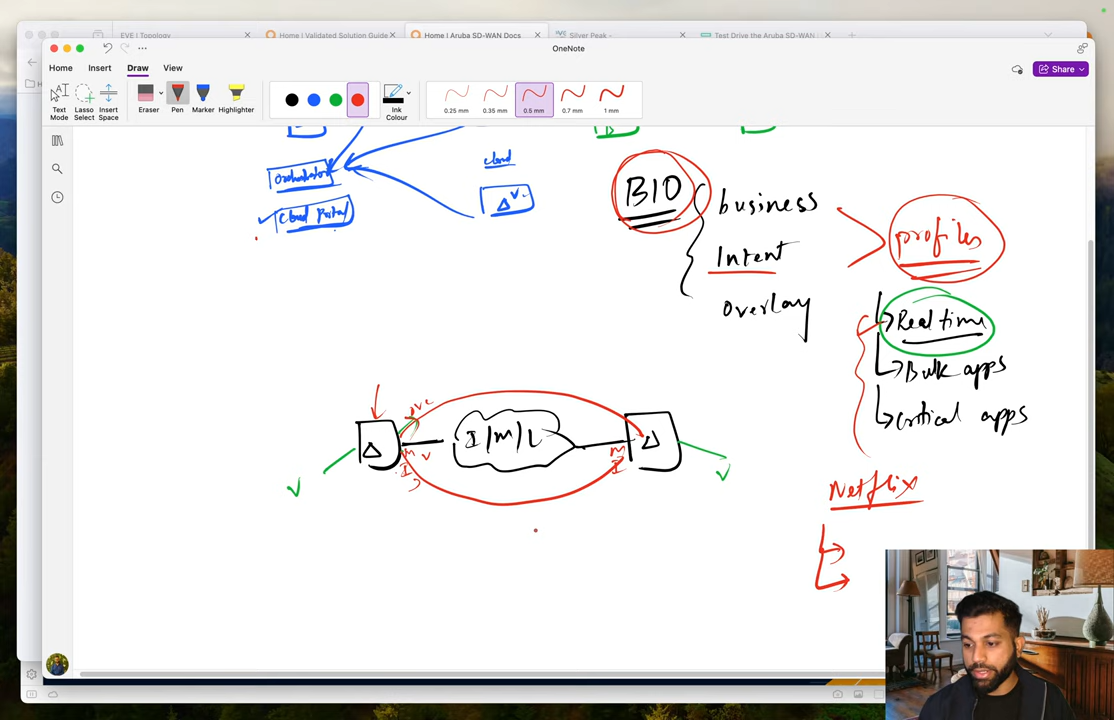 EVE | Topology
Home | Validated Solution Guide
Home | Aruba SD-WAN Docs
Silver Peak -
Test Drive the Aruba SD-WAN
OneNote
Home
Insert
Draw
View
Share
Text Mode
Lasso Select
Insert Space
Eraser
Pen
Marker
Highlighter
Ink Colour
0.25 mm
0.35 mm
0.5 mm
0.7 mm
1 mm
Orchestrator
Cloud Portal
cloud
BIO
business
Intent
overlay
profiles
Real time
Bulk apps
critical apps
I/M/L
M
I
V
M
I
V
V
Netflix